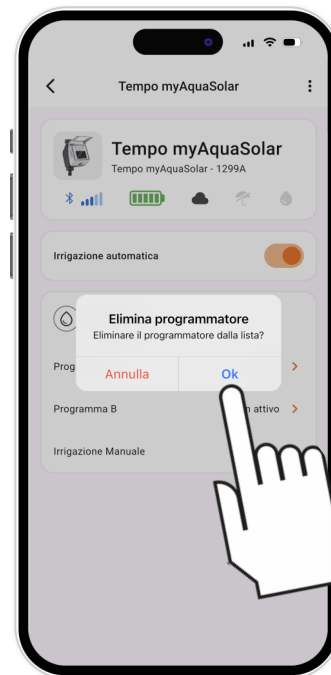 Tempo myAquaSolar
Tempo myAquaSolar
Tempo myAquaSolar - 1299A
Irrigazione automatica
Elimina programmatore
Eliminare il programmatore dalla lista?
Annulla Ok
Prog
Programma B n attivo
Irrigazione Manuale